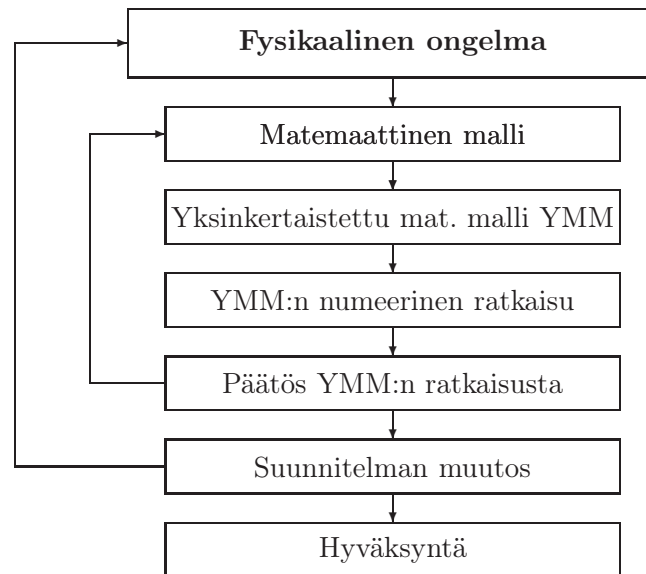 Fysikaalinen ongelma
Matemaattinen malli
Yksinkertaistettu mat. malli YMM
YMM:n numeerinen ratkaisu
Päätös YMM:n ratkaisusta
Suunnitelman muutos
Hyväksyntä